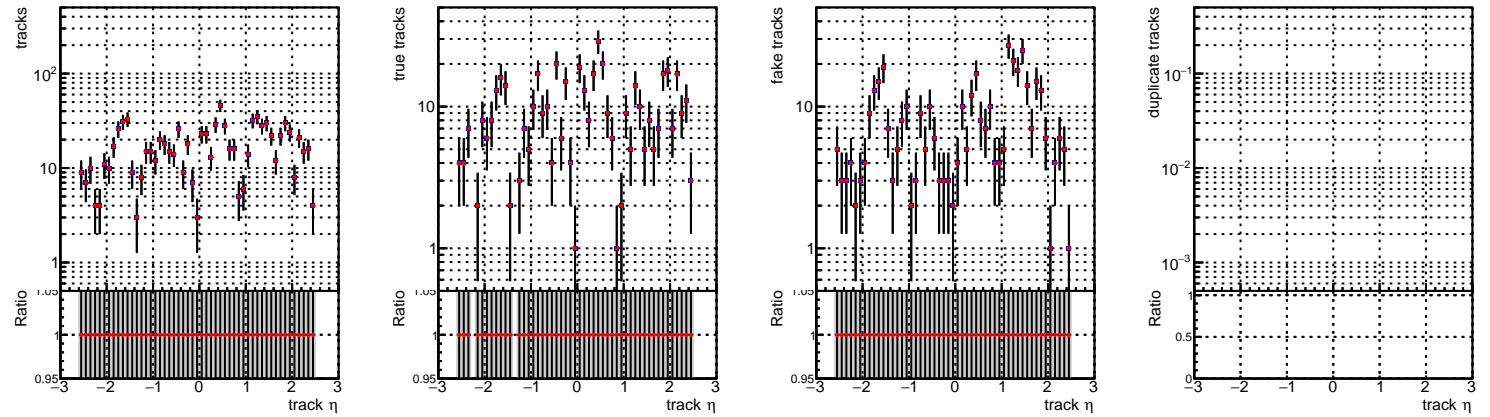 tracks
10²
10
1
Ratio
1.05
1
0.95
−3 −2 −1 0 1 2 3
track η
true tracks
10
1
Ratio
1.05
1
0.95
−3 −2 −1 0 1 2 3
track η
fake tracks
10
1
Ratio
1.05
1
0.95
−3 −2 −1 0 1 2 3
track η
duplicate tracks
10⁻¹
10⁻²
10⁻³
Ratio
1
0.5
0
−3 −2 −1 0 1 2 3
track η